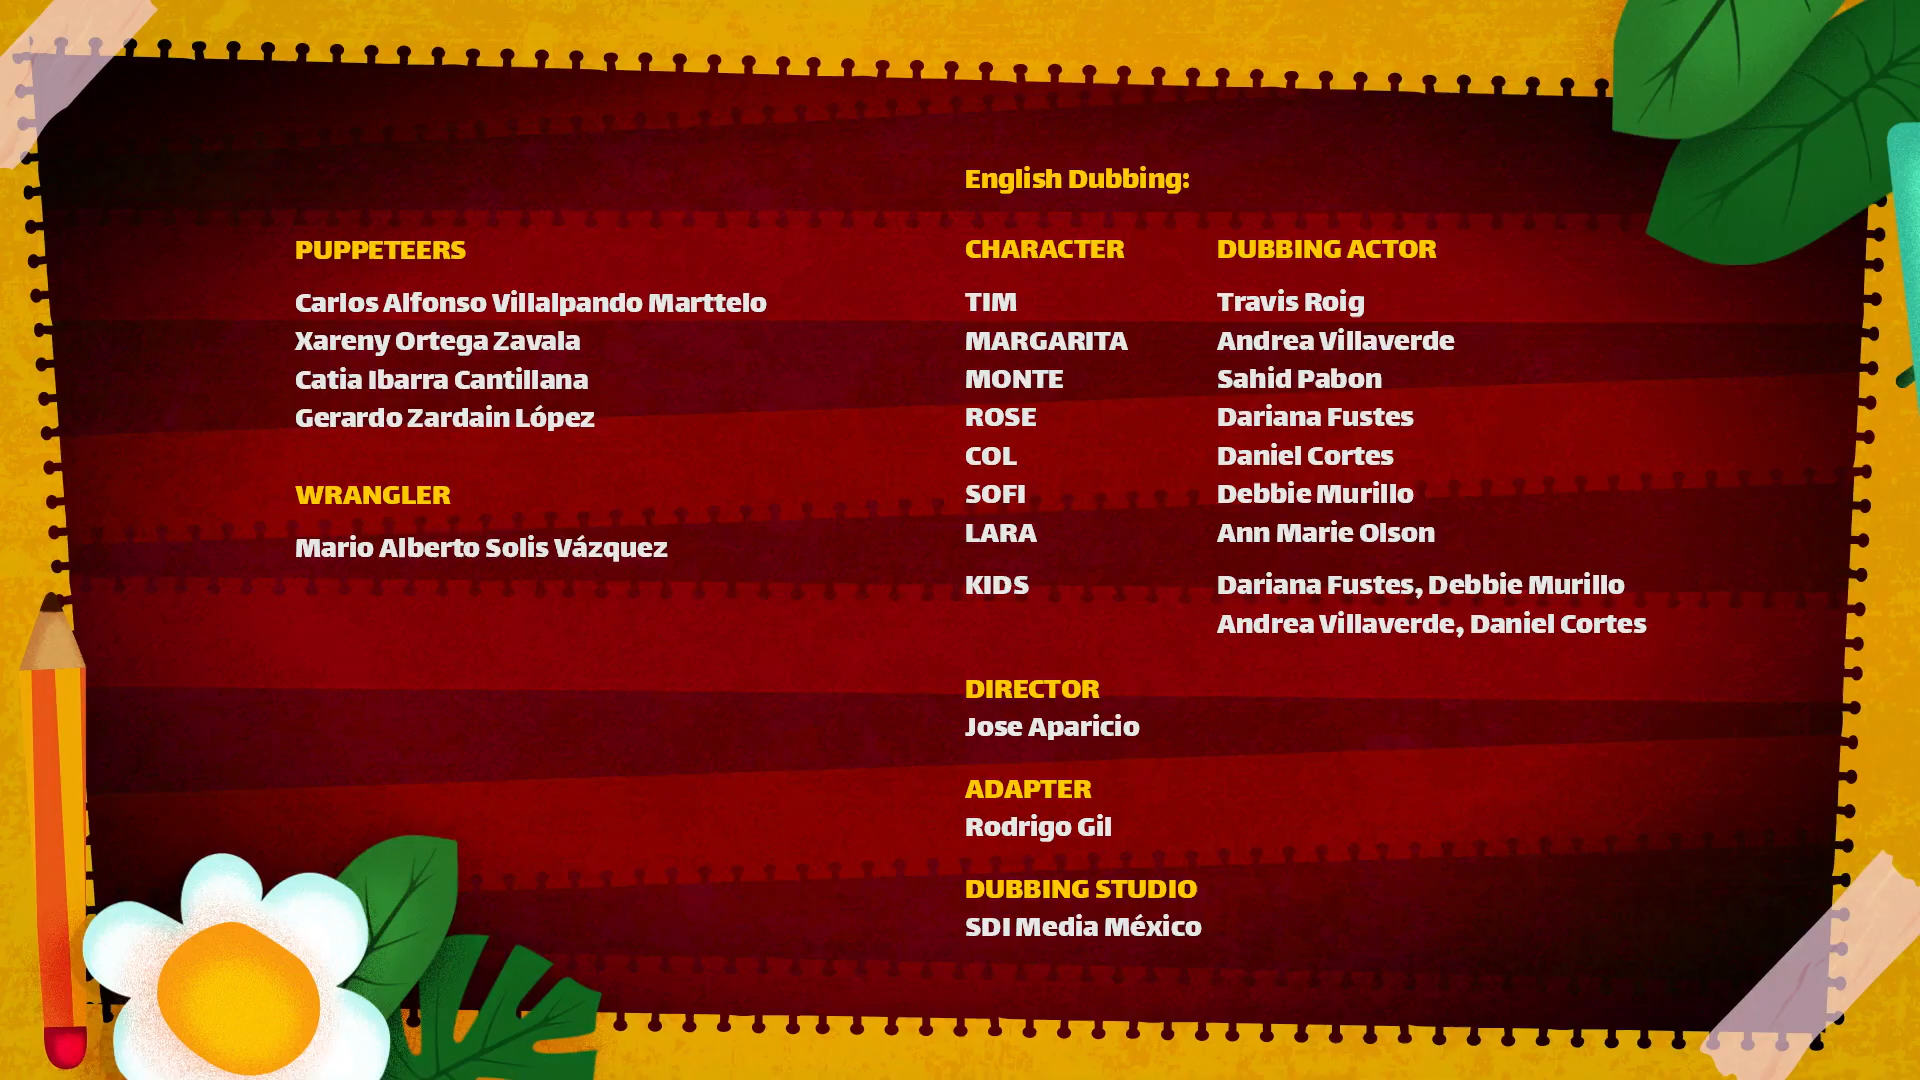 PUPPETEERS
Carlos Alfonso Villalpando Marttelo
Xareny Ortega Zavala
Catia Ibarra Cantillana
Gerardo Zardain López
WRANGLER
Mario Alberto Solis Vázquez
English Dubbing:
CHARACTER DUBBING ACTOR
TIM Travis Roig
MARGARITA Andrea Villaverde
MONTE Sahid Pabon
ROSE Dariana Fustes
COL Daniel Cortes
SOFI Debbie Murillo
LARA Ann Marie Olson
KIDS Dariana Fustes, Debbie Murillo
Andrea Villaverde, Daniel Cortes
DIRECTOR
Jose Aparicio
ADAPTER
Rodrigo Gil
DUBBING STUDIO
SDI Media México